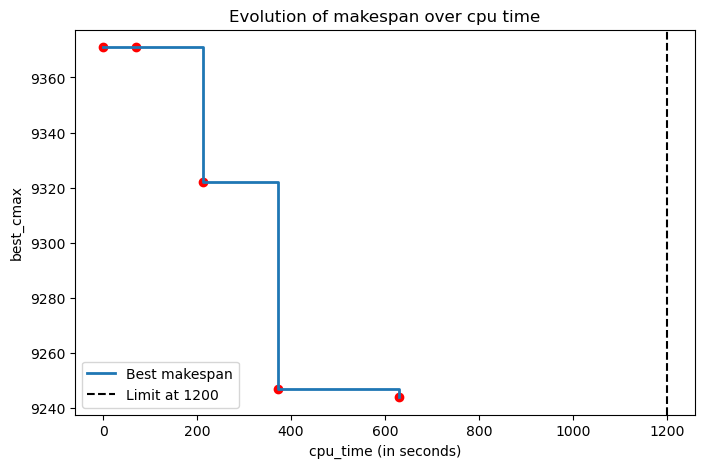 Evolution of makespan over cpu time
best_cmax
9360
9340
9320
9300
9280
9260
9240
Best makespan
Limit at 1200
0
200
400
600
800
1000
1200
cpu_time (in seconds)